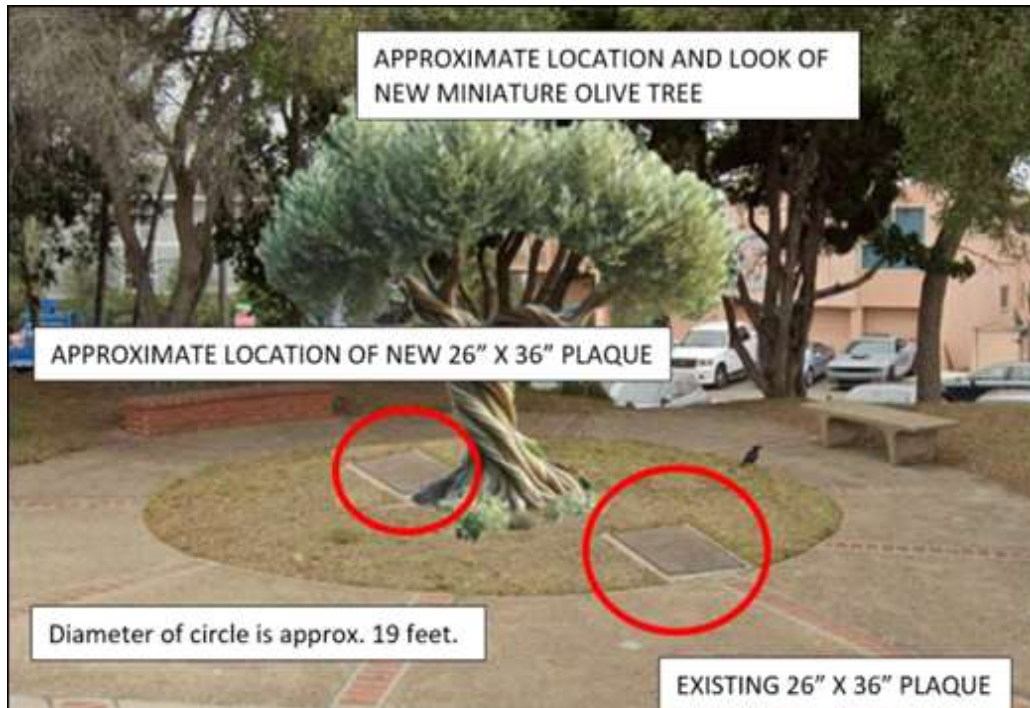 APPROXIMATE LOCATION AND LOOK OF
NEW MINIATURE OLIVE TREE
APPROXIMATE LOCATION OF NEW 26” X 36” PLAQUE
Diameter of circle is approx. 19 feet.
EXISTING 26” X 36” PLAQUE